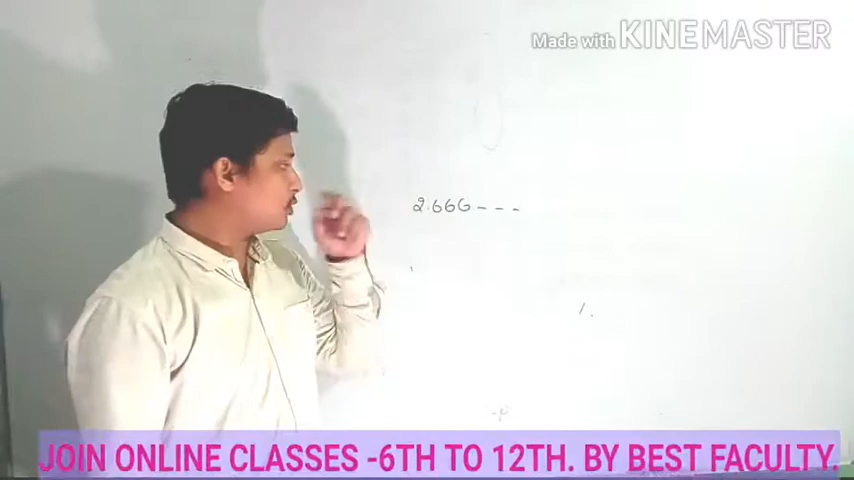 Made with KINEMASTER
2.666---
JOIN ONLINE CLASSES -6TH TO 12TH. BY BEST FACULTY.